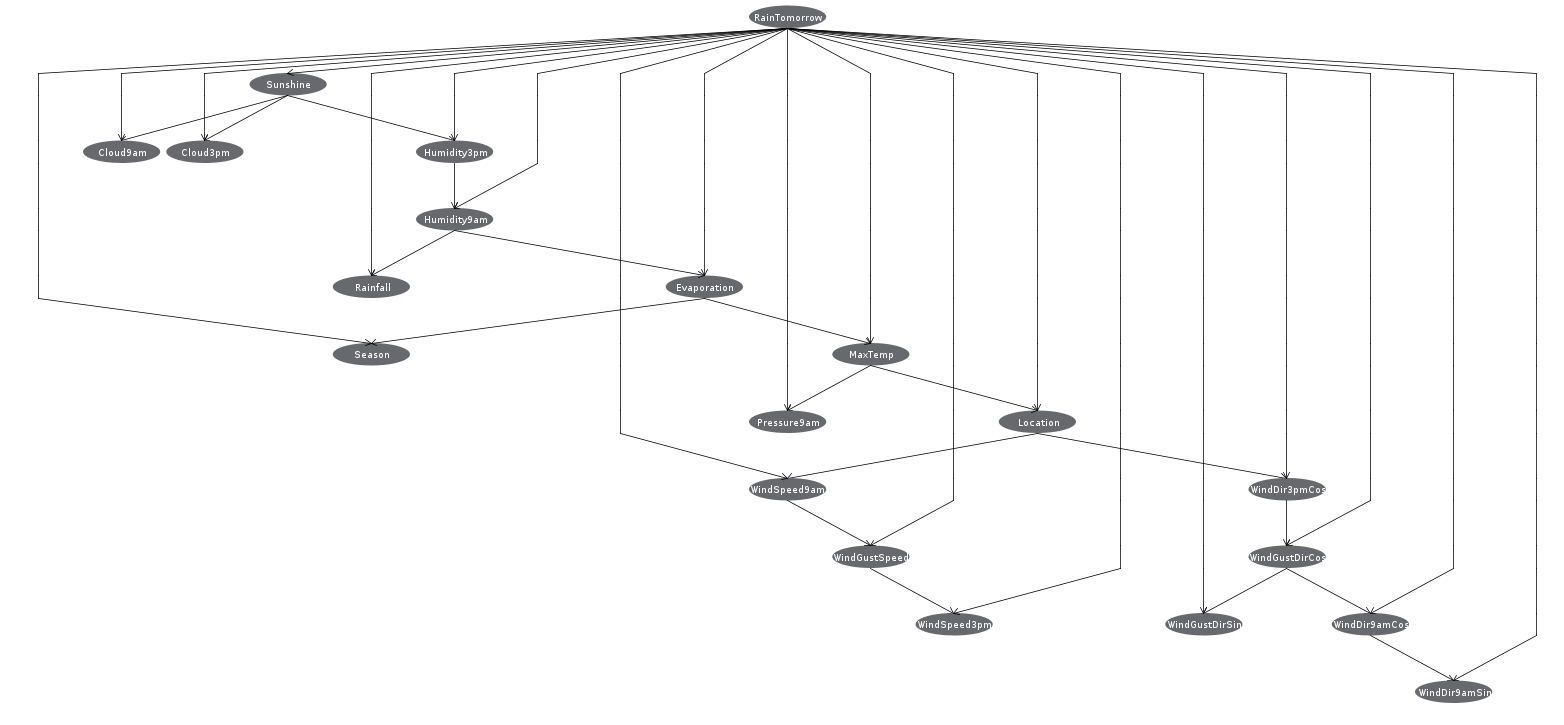 RainTomorrow
Sunshine
Cloud9am
Cloud3pm
Humidity3pm
Humidity9am
Rainfall
Evaporation
Season
MaxTemp
Pressure9am
Location
WindSpeed9am
WindDir3pmCos
WindGustSpeed
WindGustDirCos
WindSpeed3pm
WindGustDirSin
WindDir9amCos
WindDir9amSin